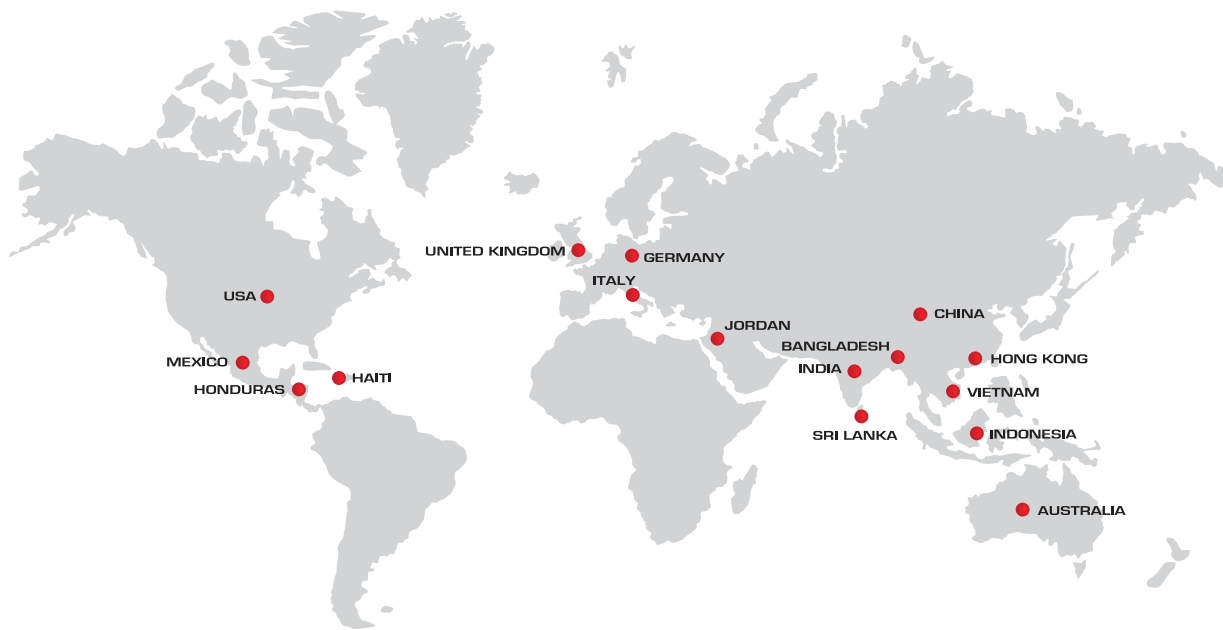 UNITED KINGDOM
GERMANY
ITALY
USA
CHINA
JORDAN
BANGLADESH
HONG KONG
MEXICO
INDIA
HAITI
HONDURAS
VIETNAM
SRI LANKA
INDONESIA
AUSTRALIA